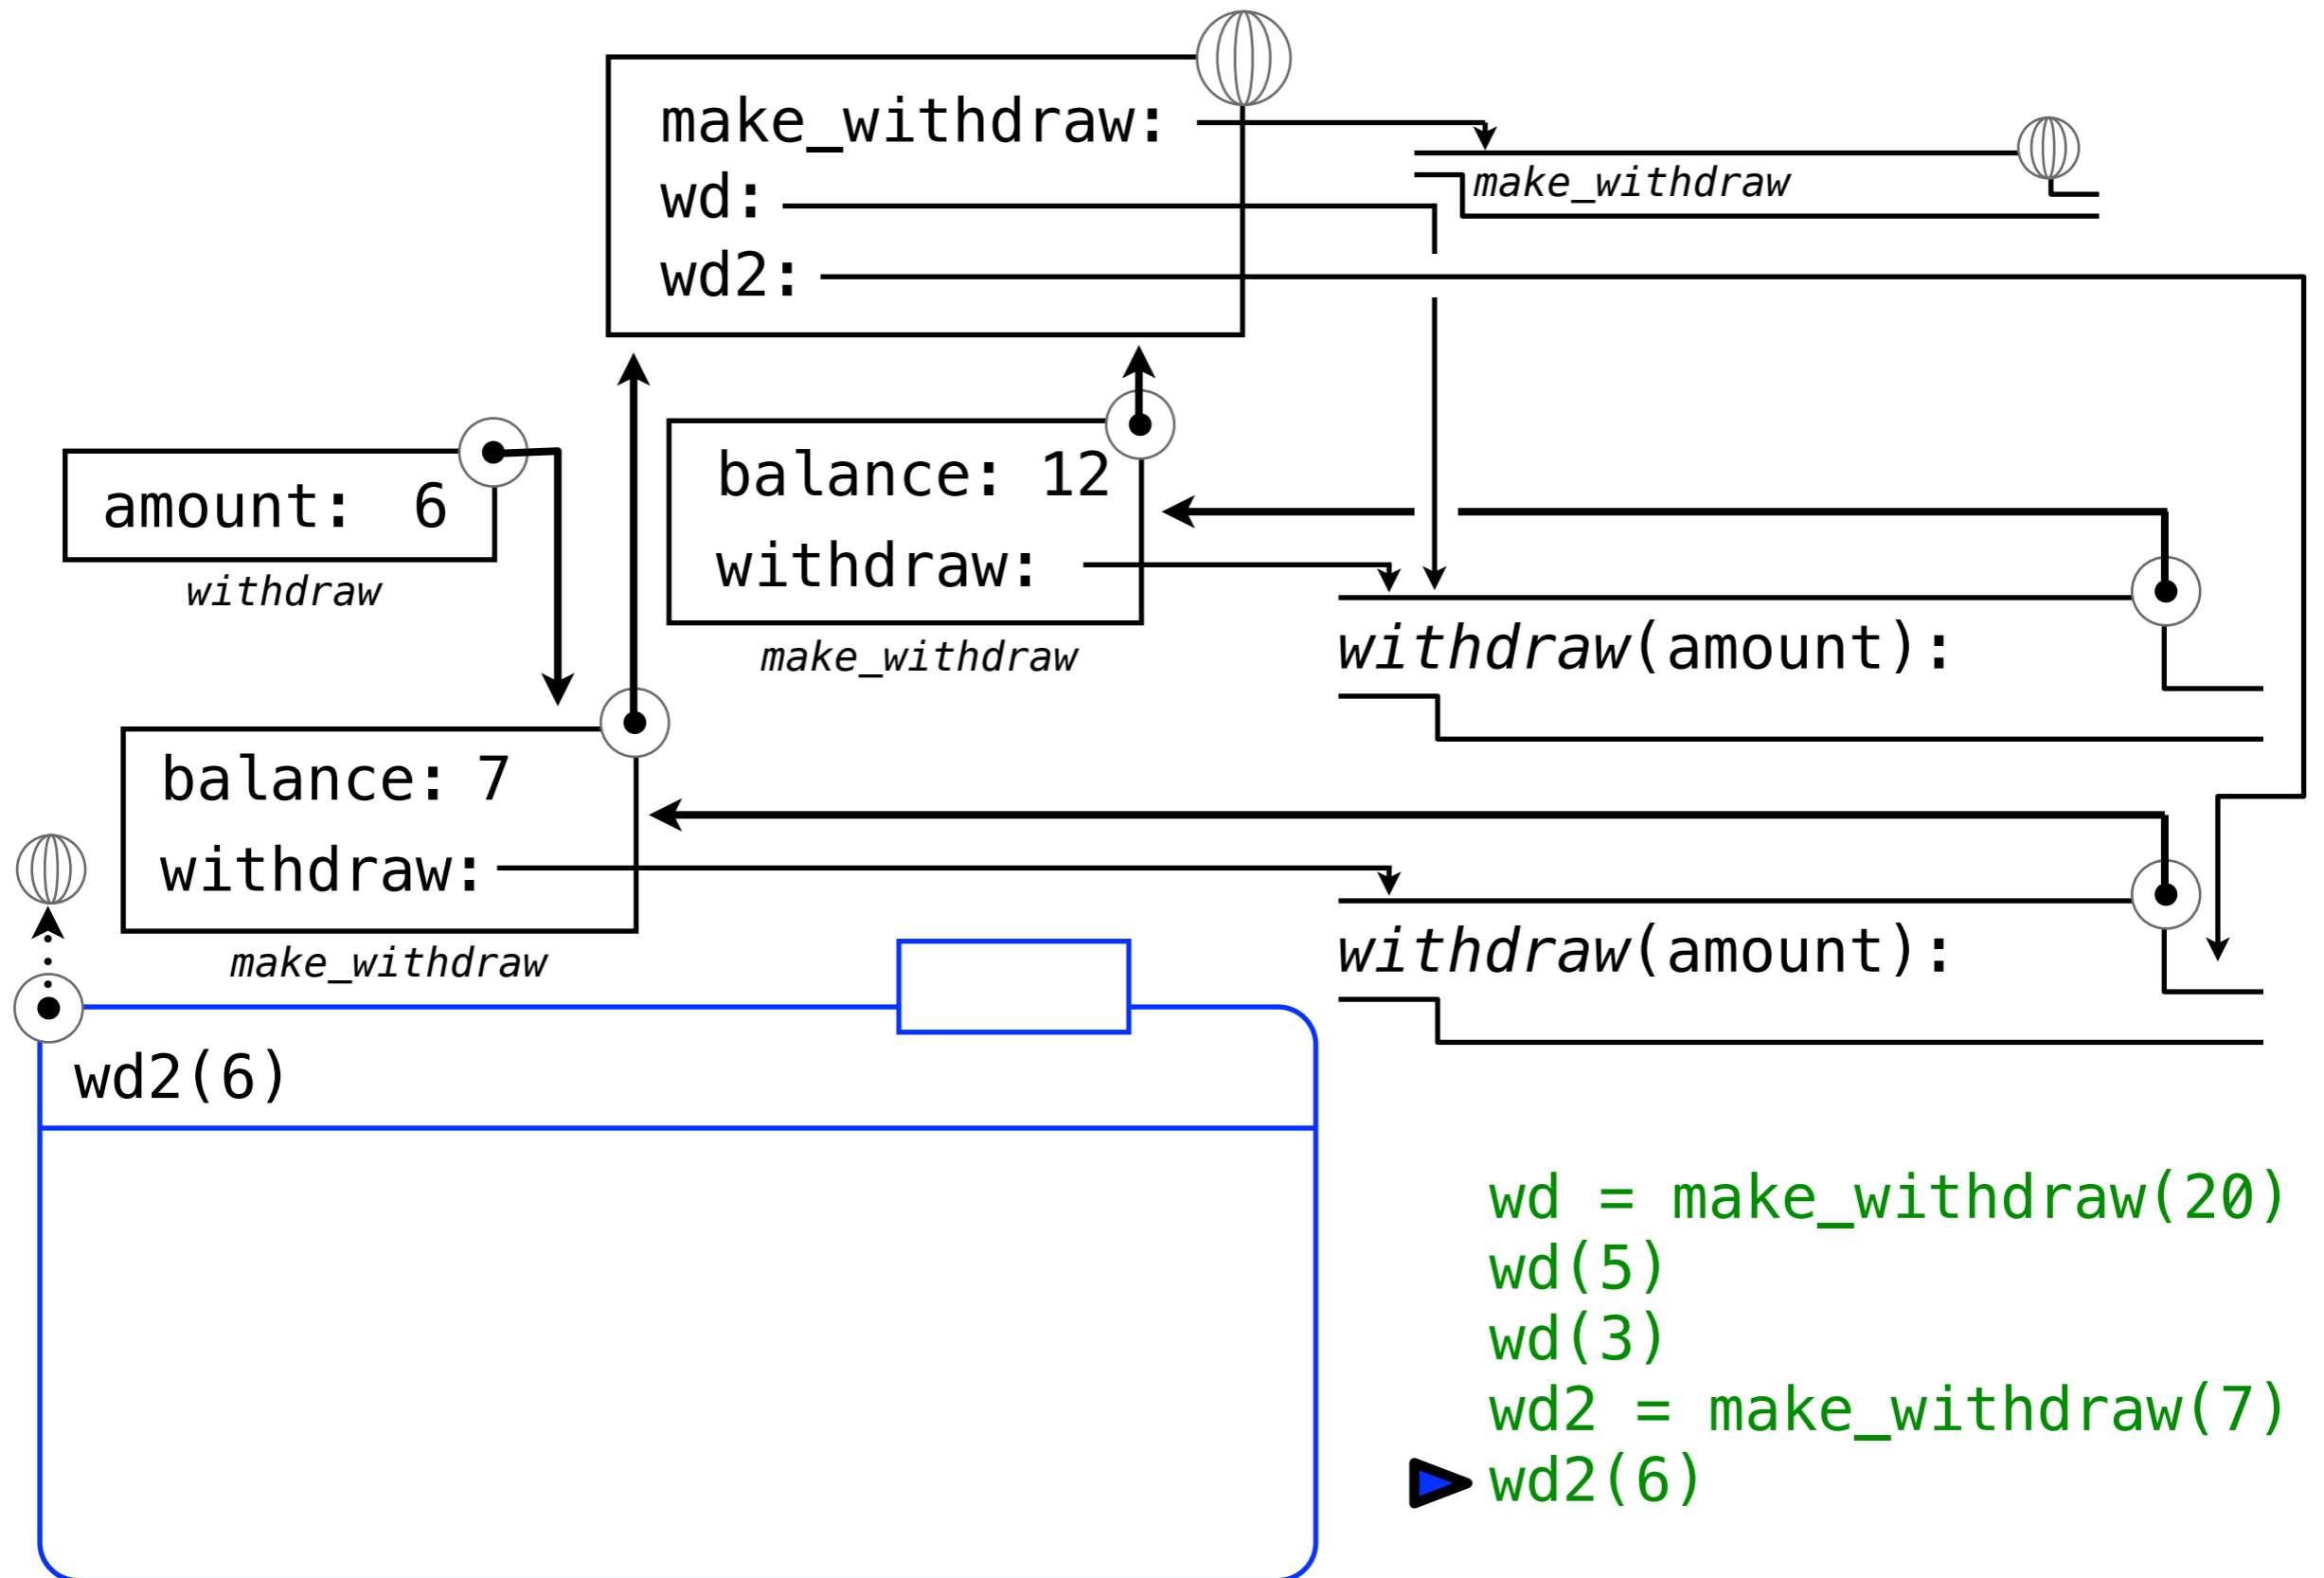 make_withdraw:
wd:
wd2:
make_withdraw
amount: 6
withdraw
balance: 12
withdraw:
make_withdraw
withdraw(amount):
balance: 7
withdraw:
make_withdraw
withdraw(amount):
wd2(6)
wd = make_withdraw(20)
wd(5)
wd(3)
wd2 = make_withdraw(7)
wd2(6)